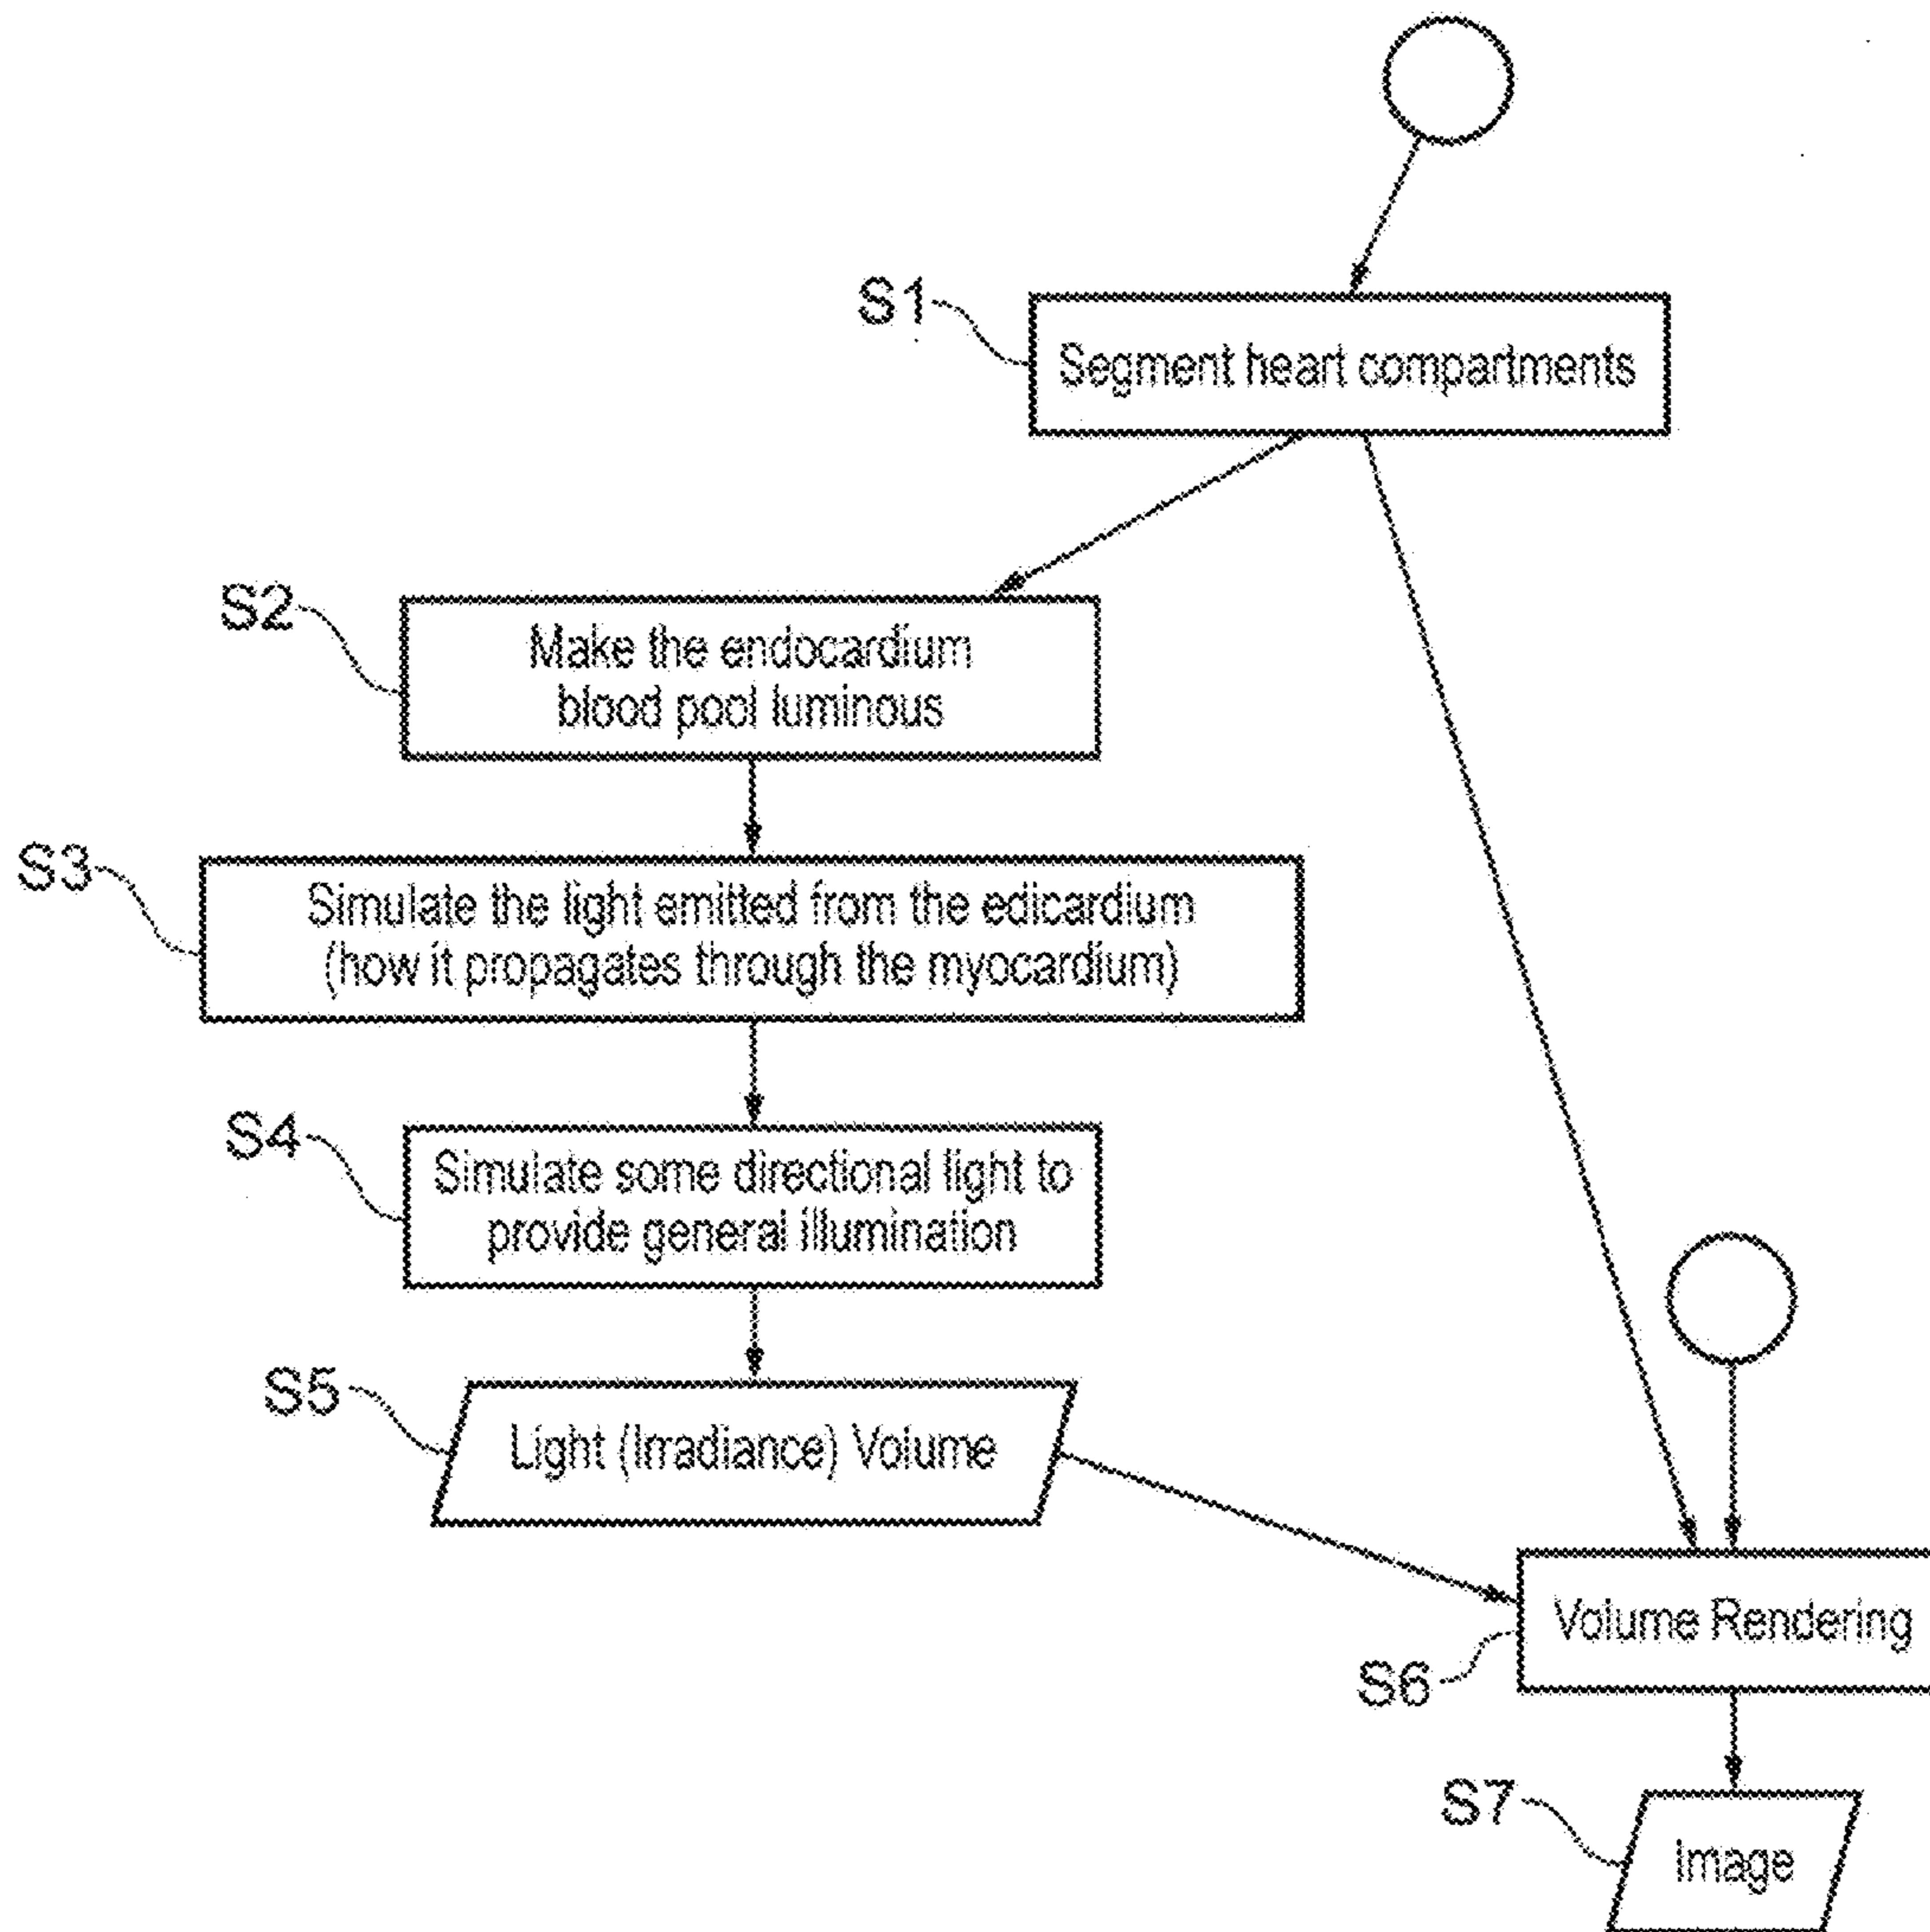 S1
Segment heart compartments
S2
Make the endocardium
blood pool luminous
S3
Simulate the light emitted from the edicardium
(how it propagates through the myocardium)
S4
Simulate some directional light to
provide general illumination
S5
Light (Irradiance) Volume
Volume Rendering
S6
S7
Image